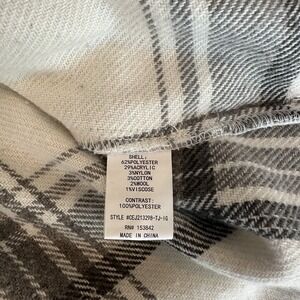 SHELL:
62%POLYESTER
29%ACRYLIC
3%NYLON
3%COTTON
2%WOOL
1%VISCOSE
CONTRAST:
100%POLYESTER
STYLE #CEJ213298-TJ-IG
RN# 153842
MADE IN CHINA